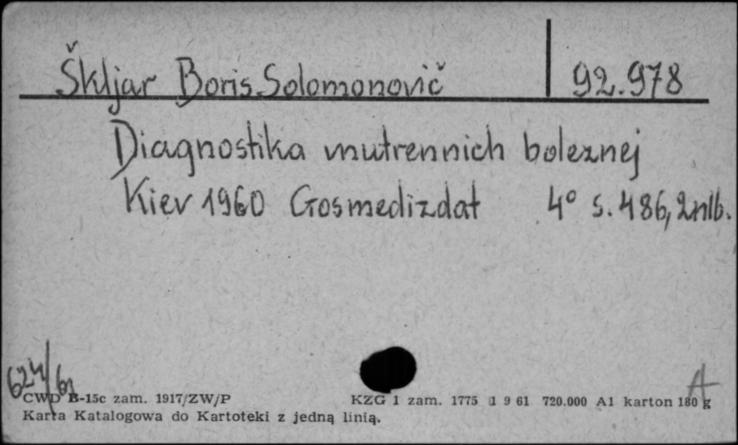 Škljar Boris Solomonovič 92.978
Diagnostika vnutrennich boleznej
Kiev 1960 Gosmedizdat 4° s. 486, 2nlb.
624/61
CWD B-15c zam. 1917/ZW/P KZG 1 zam. 1775 1 9 61 720.000 A1 karton 180 g
A
Karta Katalogowa do Kartoteki z jedną linią.